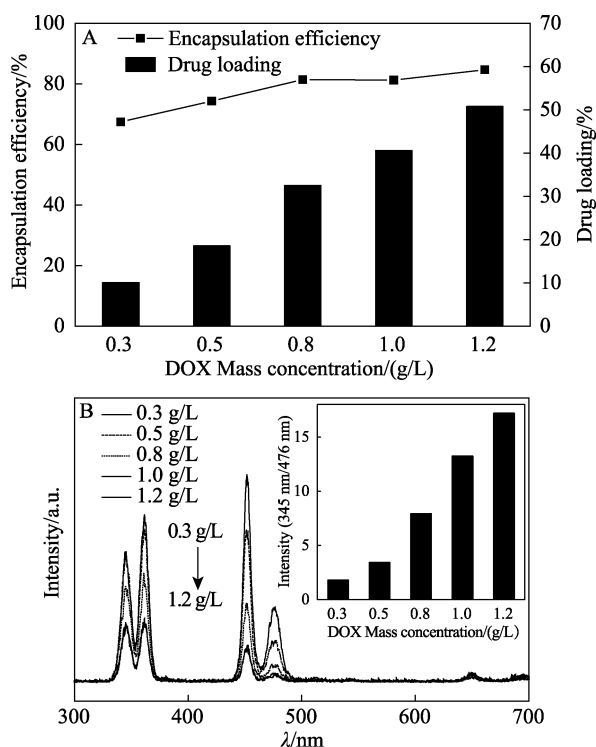 A
Encapsulation efficiency
Drug loading
Encapsulation efficiency/%
100
80
60
40
20
0
Drug loading/%
70
60
50
40
30
20
10
0
0.3 0.5 0.8 1.0 1.2
DOX Mass concentration/(g/L)
B
0.3 g/L
0.5 g/L
0.8 g/L
1.0 g/L
1.2 g/L
0.3 g/L
1.2 g/L
Intensity/a.u.
Intensity (345 nm/476 nm)
15
10
5
0
0.3 0.5 0.8 1.0 1.2
DOX Mass concentration/(g/L)
300 400 500 600 700
λ/nm